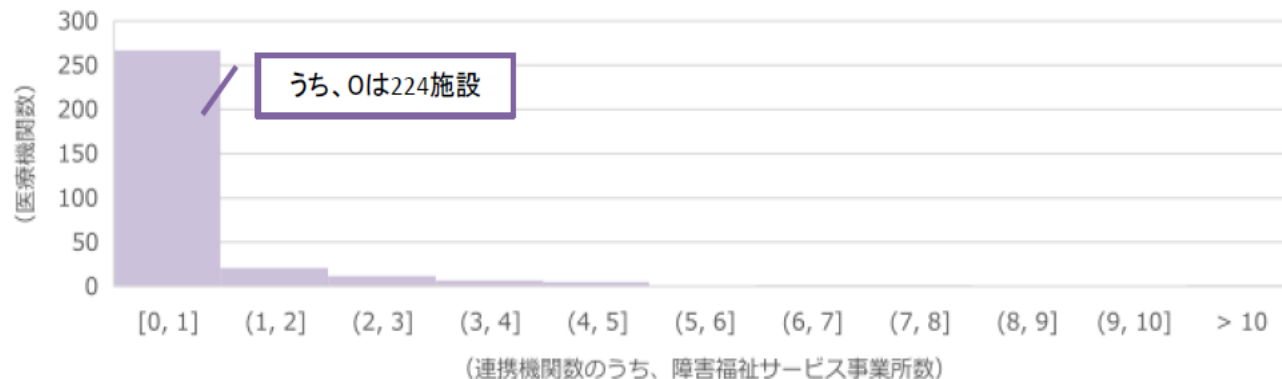 300
250
うち、0は224施設
200
150
100
50
0
(医療機関数)
[0, 1] (1, 2] (2, 3] (3, 4] (4, 5] (5, 6] (6, 7] (7, 8] (8, 9] (9, 10] > 10
(連携機関数のうち、障害福祉サービス事業所数)